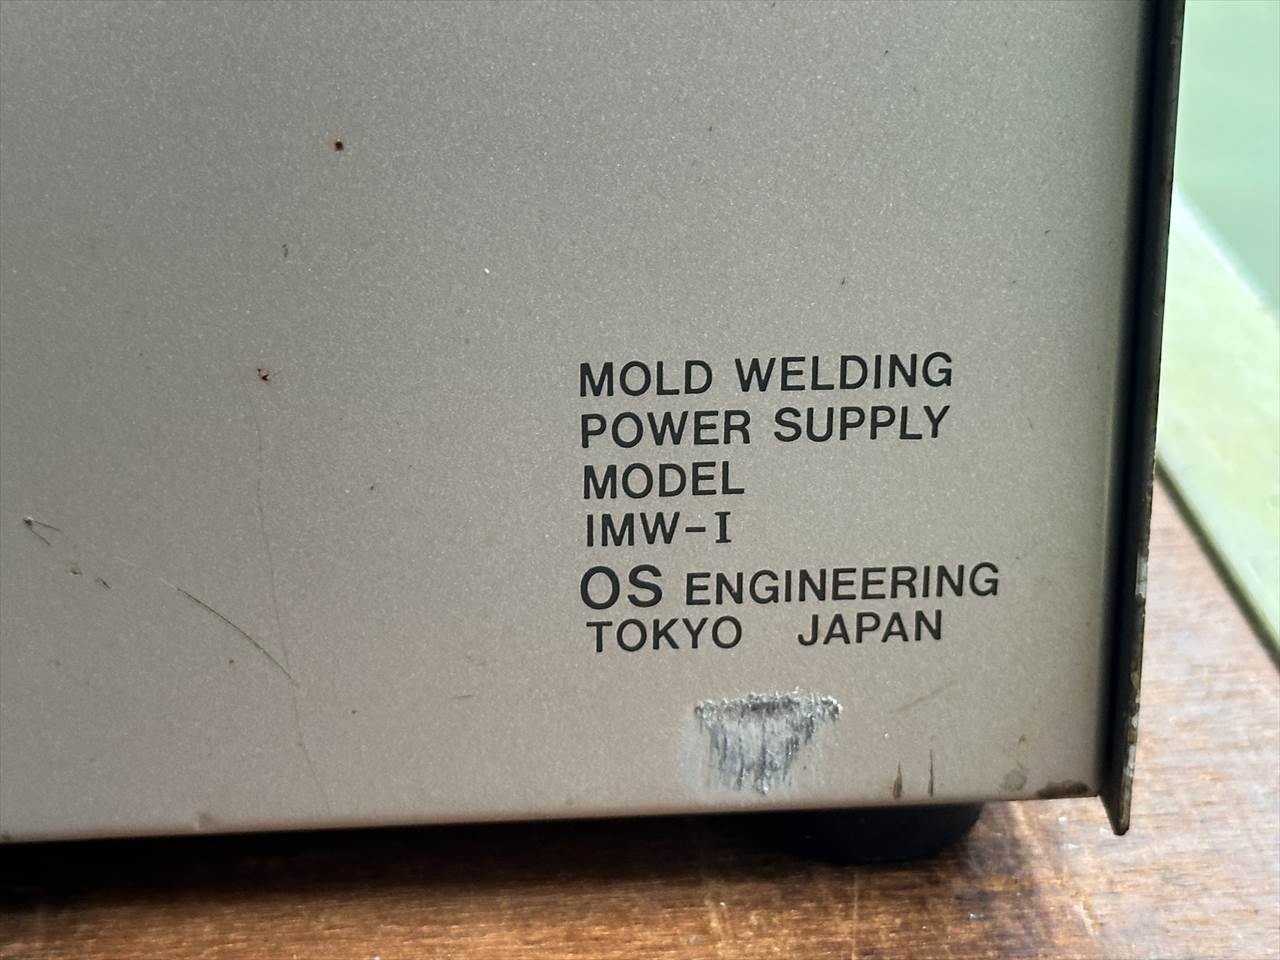 MOLD WELDING
POWER SUPPLY
MODEL
IMW-I
OS ENGINEERING
TOKYO JAPAN